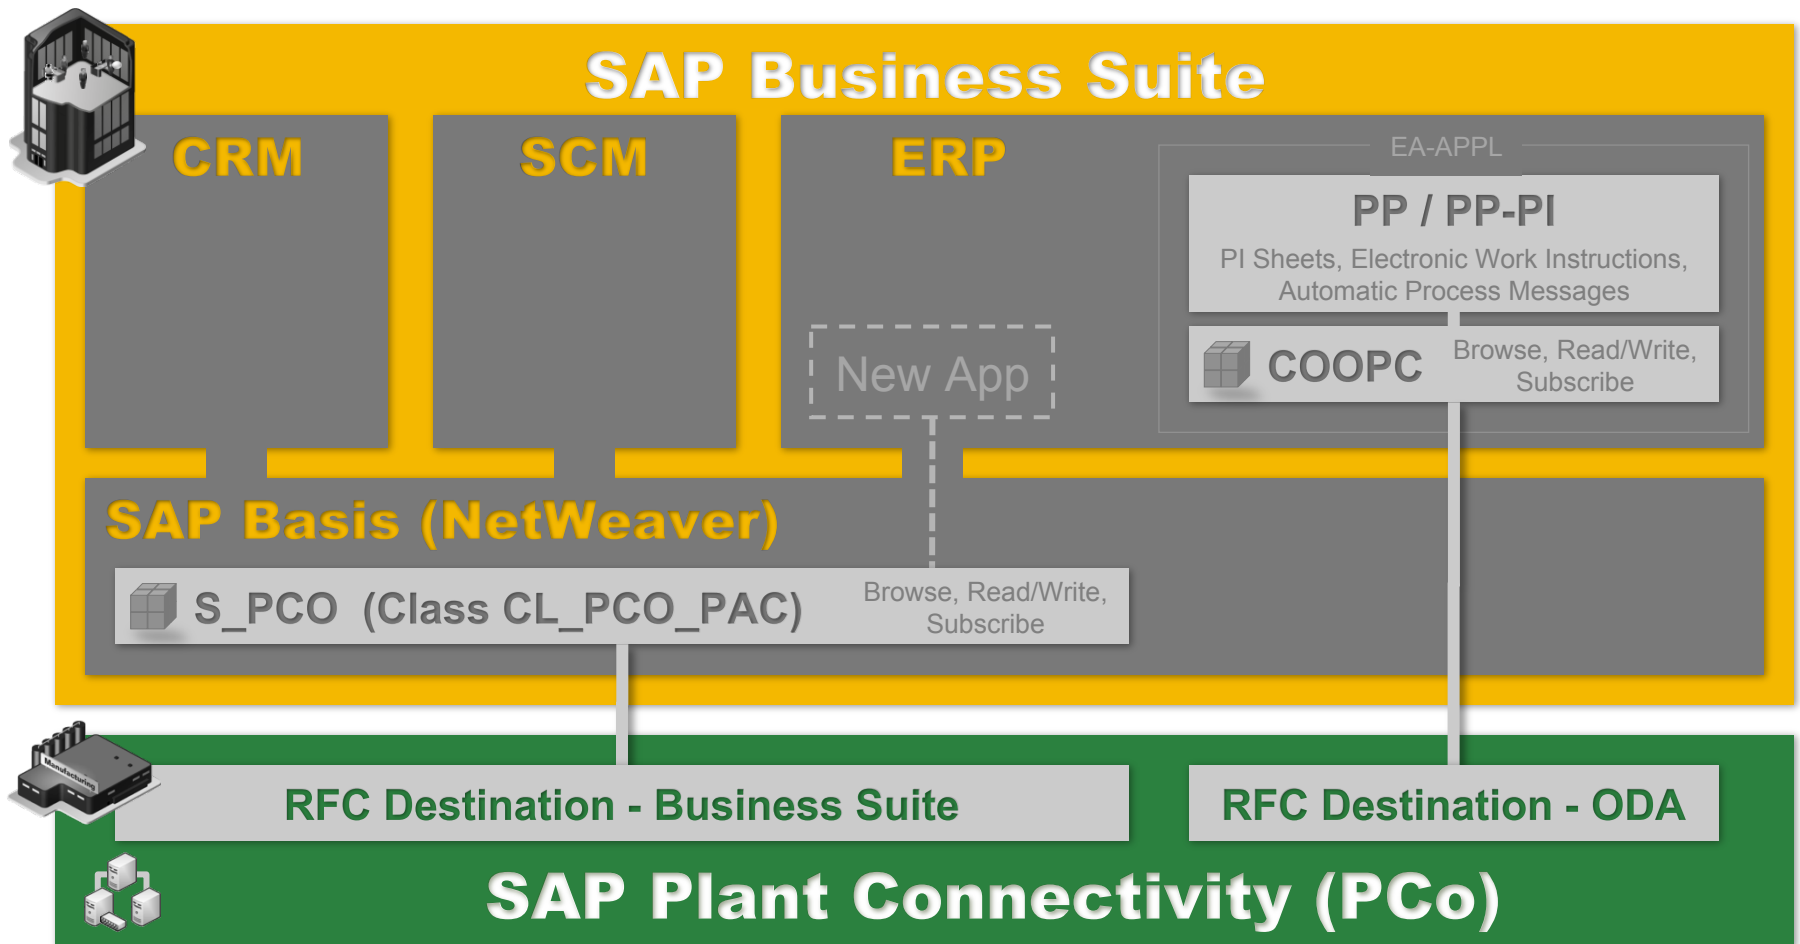 SAP Business Suite
CRM
SCM
ERP
EA-APPL
PP / PP-PI
PI Sheets, Electronic Work Instructions,
Automatic Process Messages
New App
COOPC
Browse, Read/Write,
Subscribe
SAP Basis (NetWeaver)
S_PCO (Class CL_PCO_PAC)
Browse, Read/Write,
Subscribe
Manufacturing
RFC Destination - Business Suite
RFC Destination - ODA
SAP Plant Connectivity (PCo)